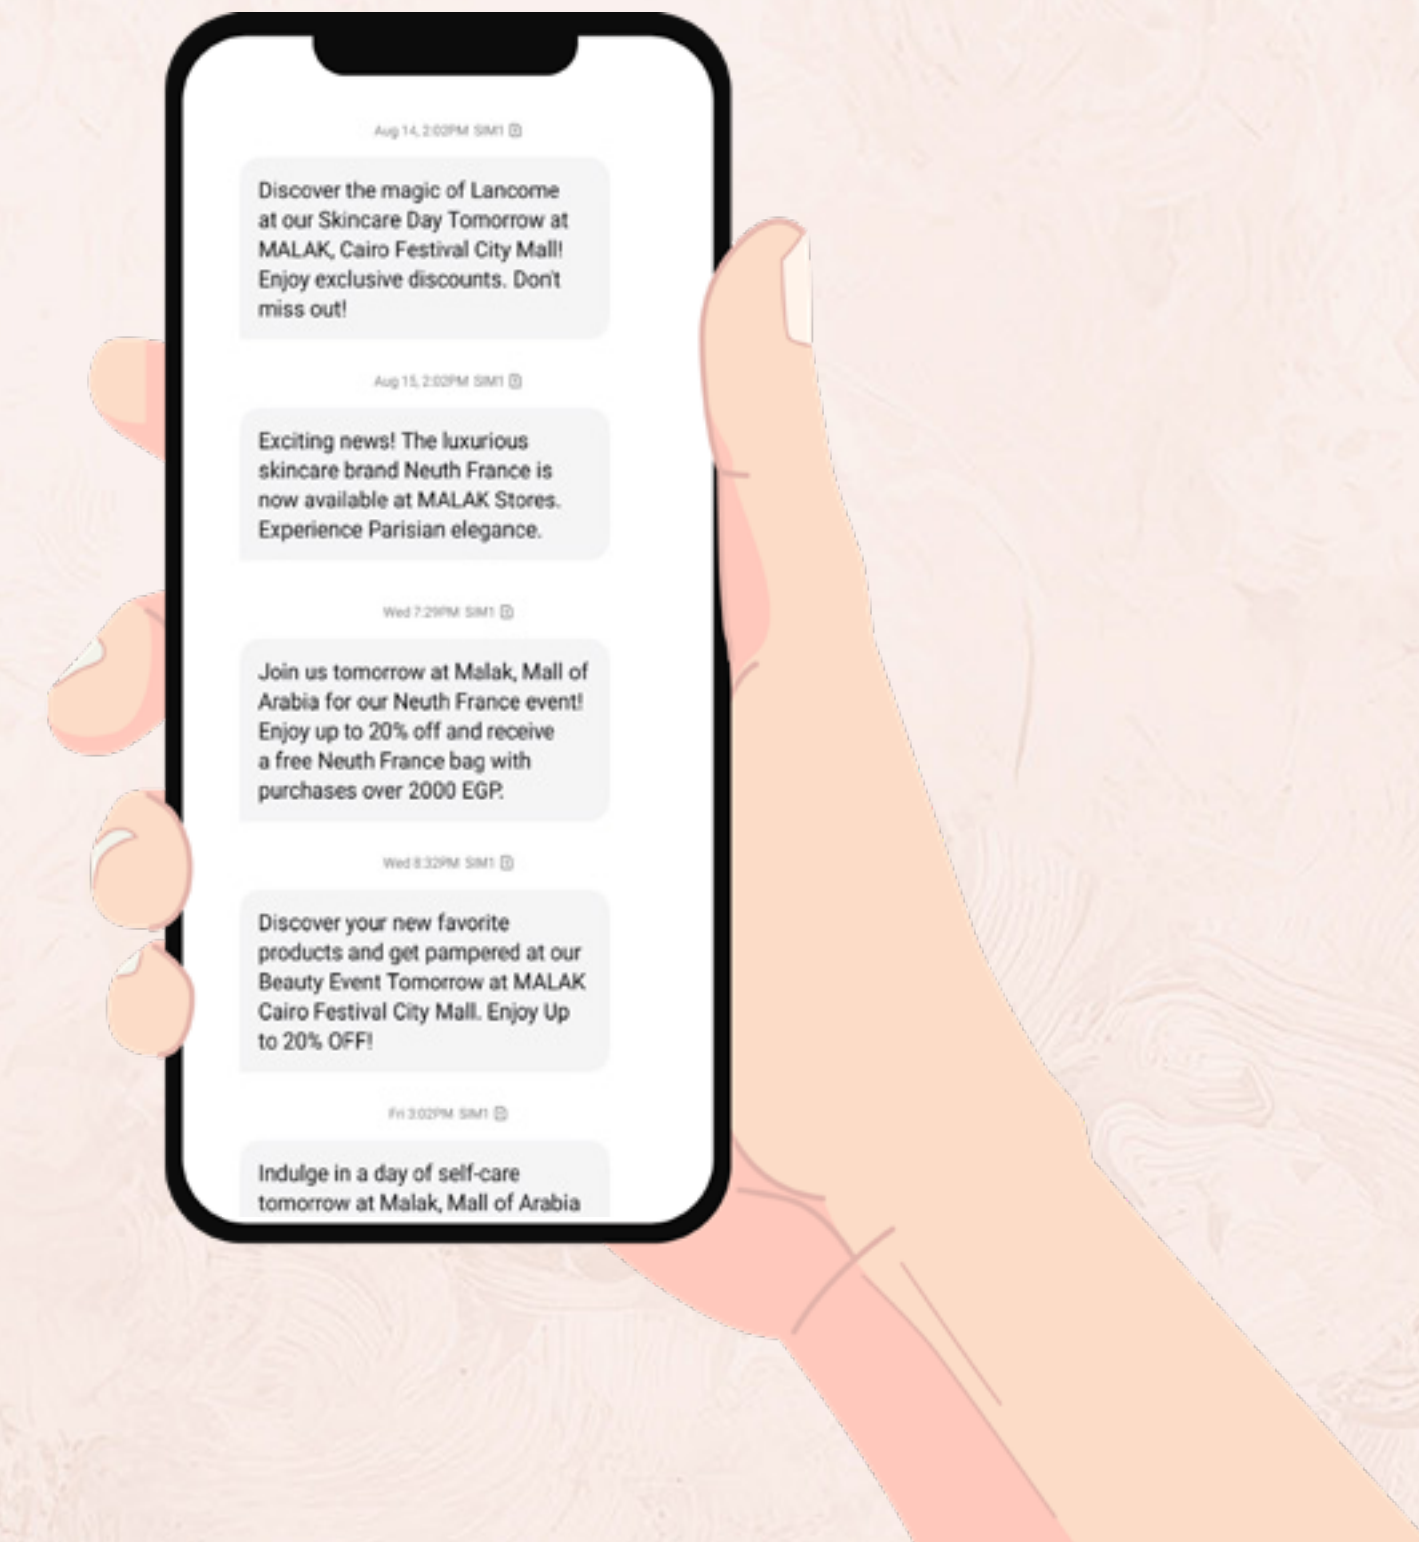 Aug 14, 2:02PM SIM1
Discover the magic of Lancome
at our Skincare Day Tomorrow at
MALAK, Cairo Festival City Mall!
Enjoy exclusive discounts. Don't
miss out!
Aug 15, 2:02PM SIM1
Exciting news! The luxurious
skincare brand Neuth France is
now available at MALAK Stores.
Experience Parisian elegance.
Wed 7:29PM SIM1
Join us tomorrow at Malak, Mall of
Arabia for our Neuth France event!
Enjoy up to 20% off and receive
a free Neuth France bag with
purchases over 2000 EGP.
Wed 8:32PM SIM1
Discover your new favorite
products and get pampered at our
Beauty Event Tomorrow at MALAK
Cairo Festival City Mall. Enjoy Up
to 20% OFF!
Fri 3:02PM SIM1
Indulge in a day of self-care
tomorrow at Malak, Mall of Arabia